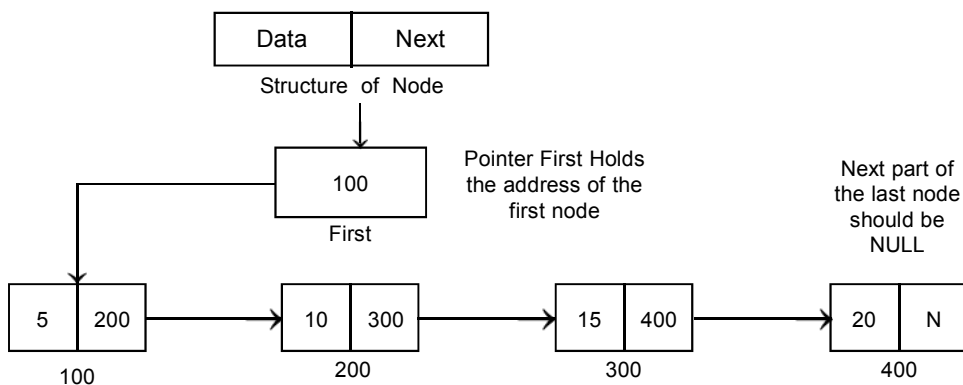 Data Next
Structure of Node
100
First
Pointer First Holds
the address of the
first node
Next part of
the last node
should be
NULL
5 200
100
10 300
200
15 400
300
20 N
400